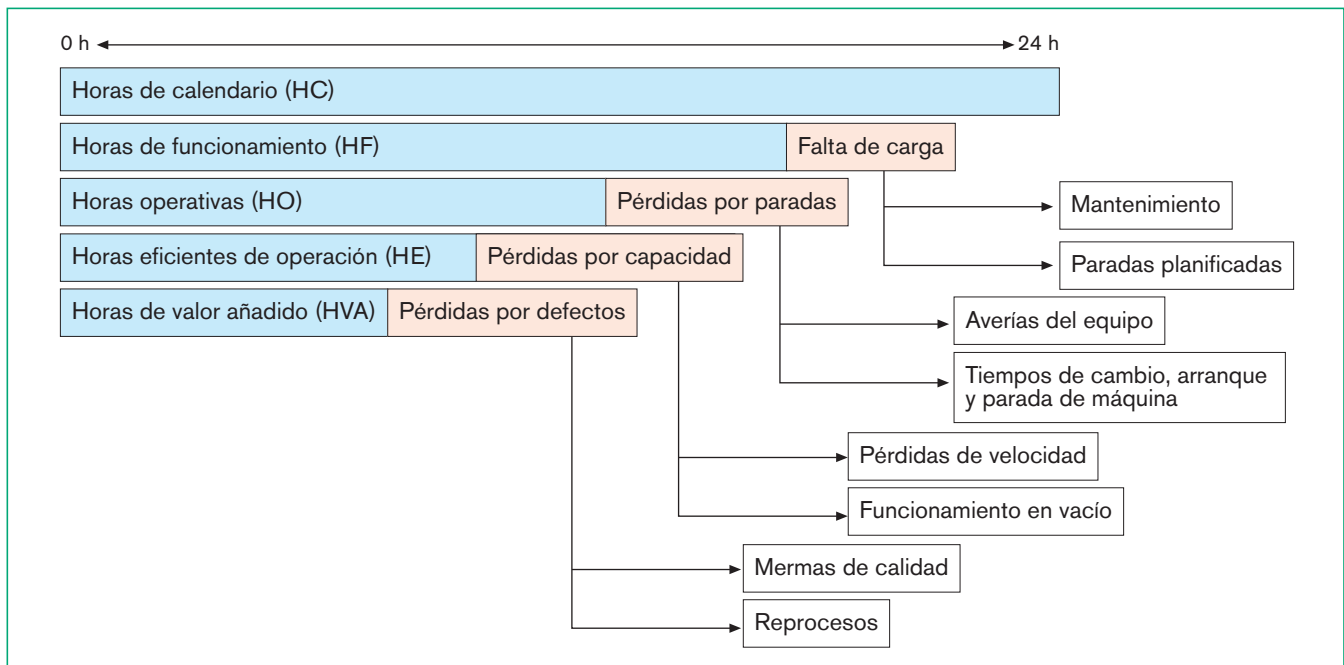 0 h
24 h
Horas de calendario (HC)
Horas de funcionamiento (HF)
Falta de carga
Horas operativas (HO)
Pérdidas por paradas
Mantenimiento
Horas eficientes de operación (HE)
Pérdidas por capacidad
Paradas planificadas
Horas de valor añadido (HVA)
Pérdidas por defectos
Averías del equipo
Tiempos de cambio, arranque
y parada de máquina
Pérdidas de velocidad
Funcionamiento en vacío
Mermas de calidad
Reprocesos